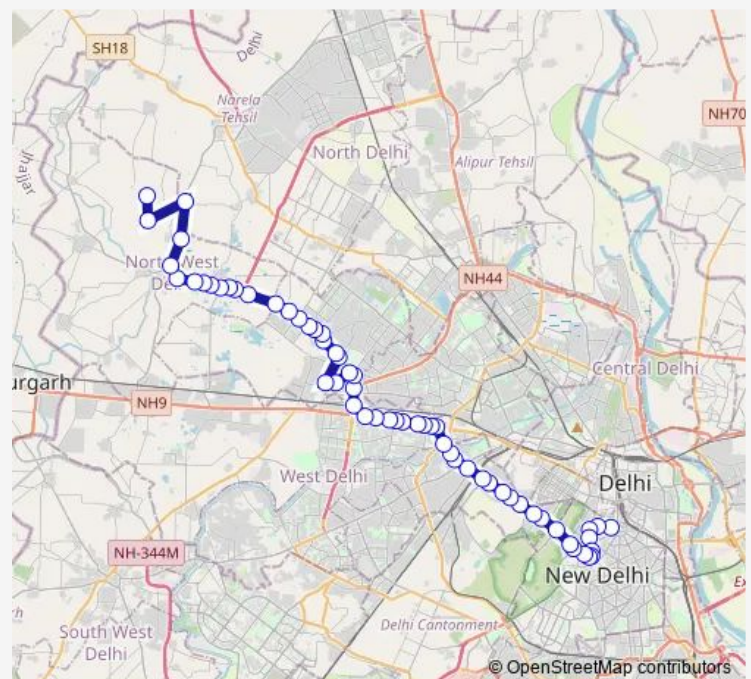 SH18
Delhi
Narela
Tehsil
NH70
North Delhi
Alipur Tehsil
Jhajjar
North West
Delhi
NH44
Central Delhi
urgarh
NH9
West Delhi
Delhi
NH-344M
New Delhi
Delhi Cantonment
South West
Delhi
© OpenStreetMap contributors